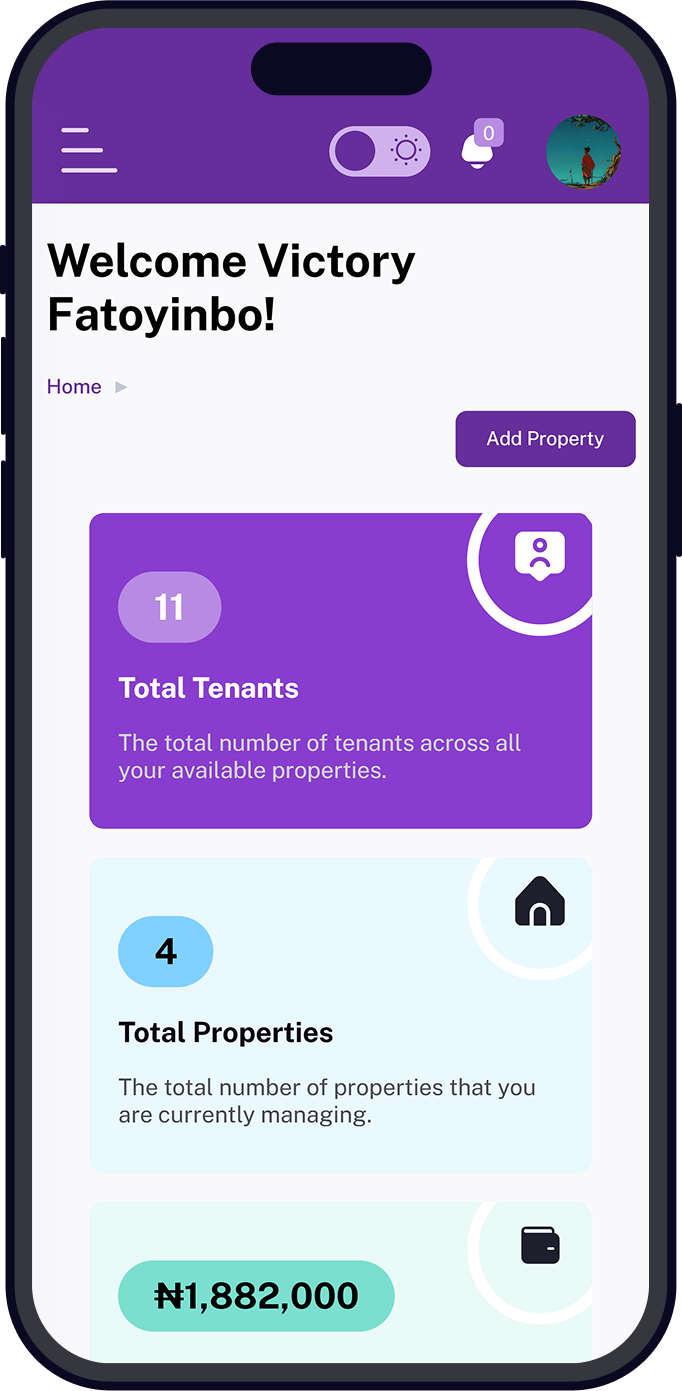 0
Welcome Victory
Fatoyinbo!
Home
Add Property
11
Total Tenants
The total number of tenants across all
your available properties.
4
Total Properties
The total number of properties that you
are currently managing.
₦1,882,000